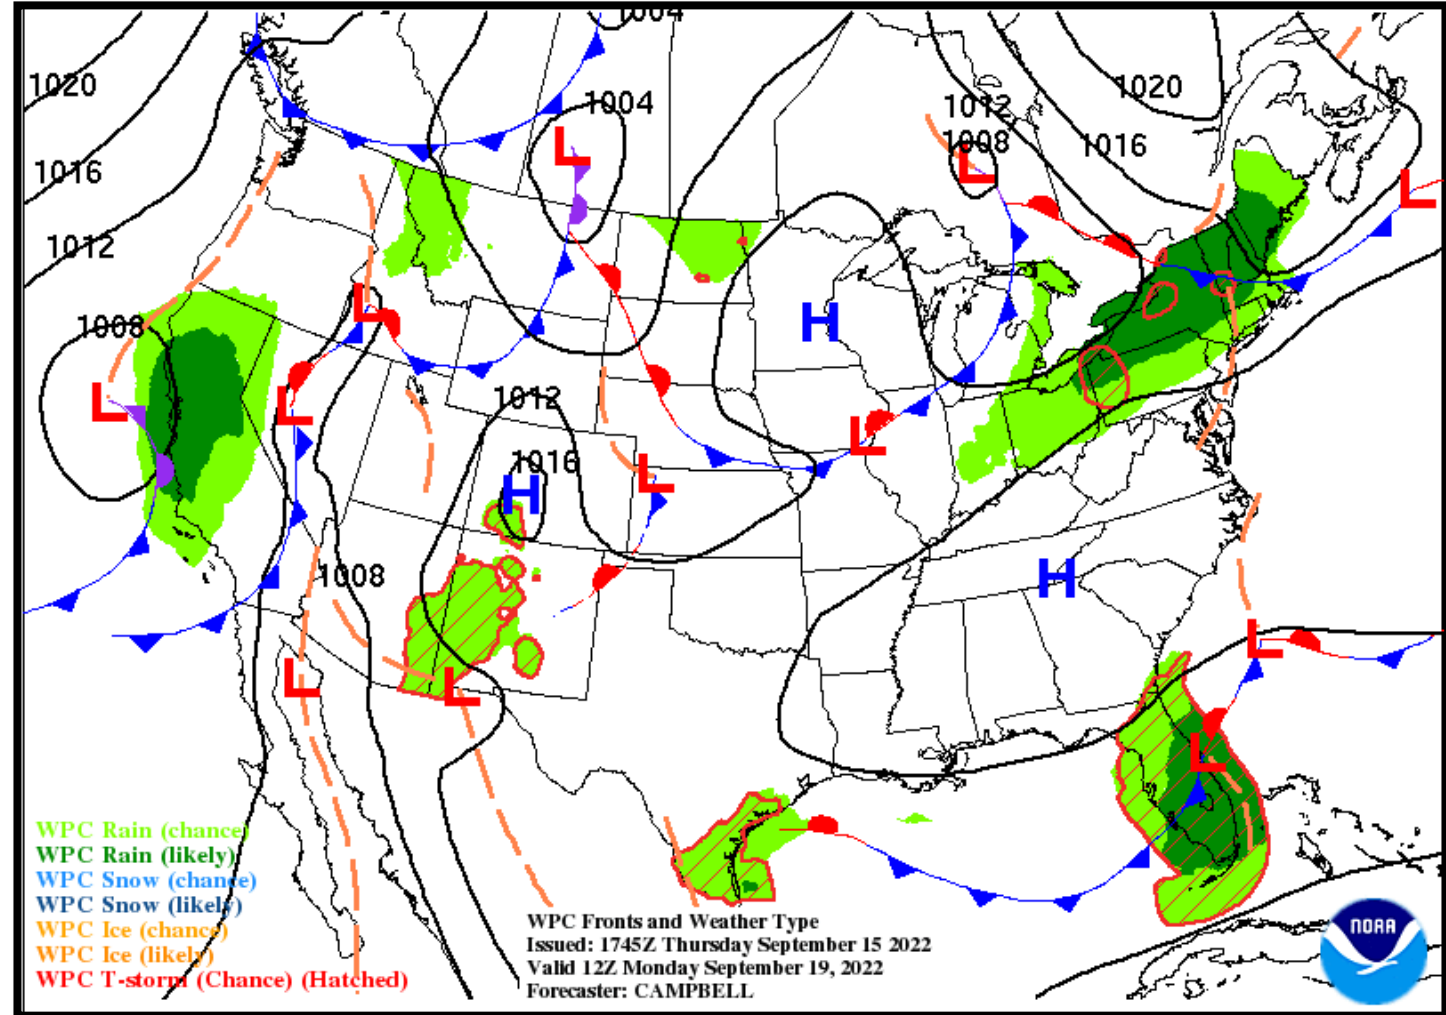 1004
1020
1004
1012
1020
1008
1016
1016
1012
1008
1012
1016
1008
L
L
L
L
H
L
L
L
L
H
L
H
L
L
L
L
WPC Rain (chance)
WPC Rain (likely)
WPC Snow (chance)
WPC Snow (likely)
WPC Ice (chance)
WPC Ice (likely)
WPC T-storm (Chance) (Hatched)
WPC Fronts and Weather Type
Issued: 1745Z Thursday September 15 2022
Valid 12Z Monday September 19, 2022
Forecaster: CAMPBELL
NOAA